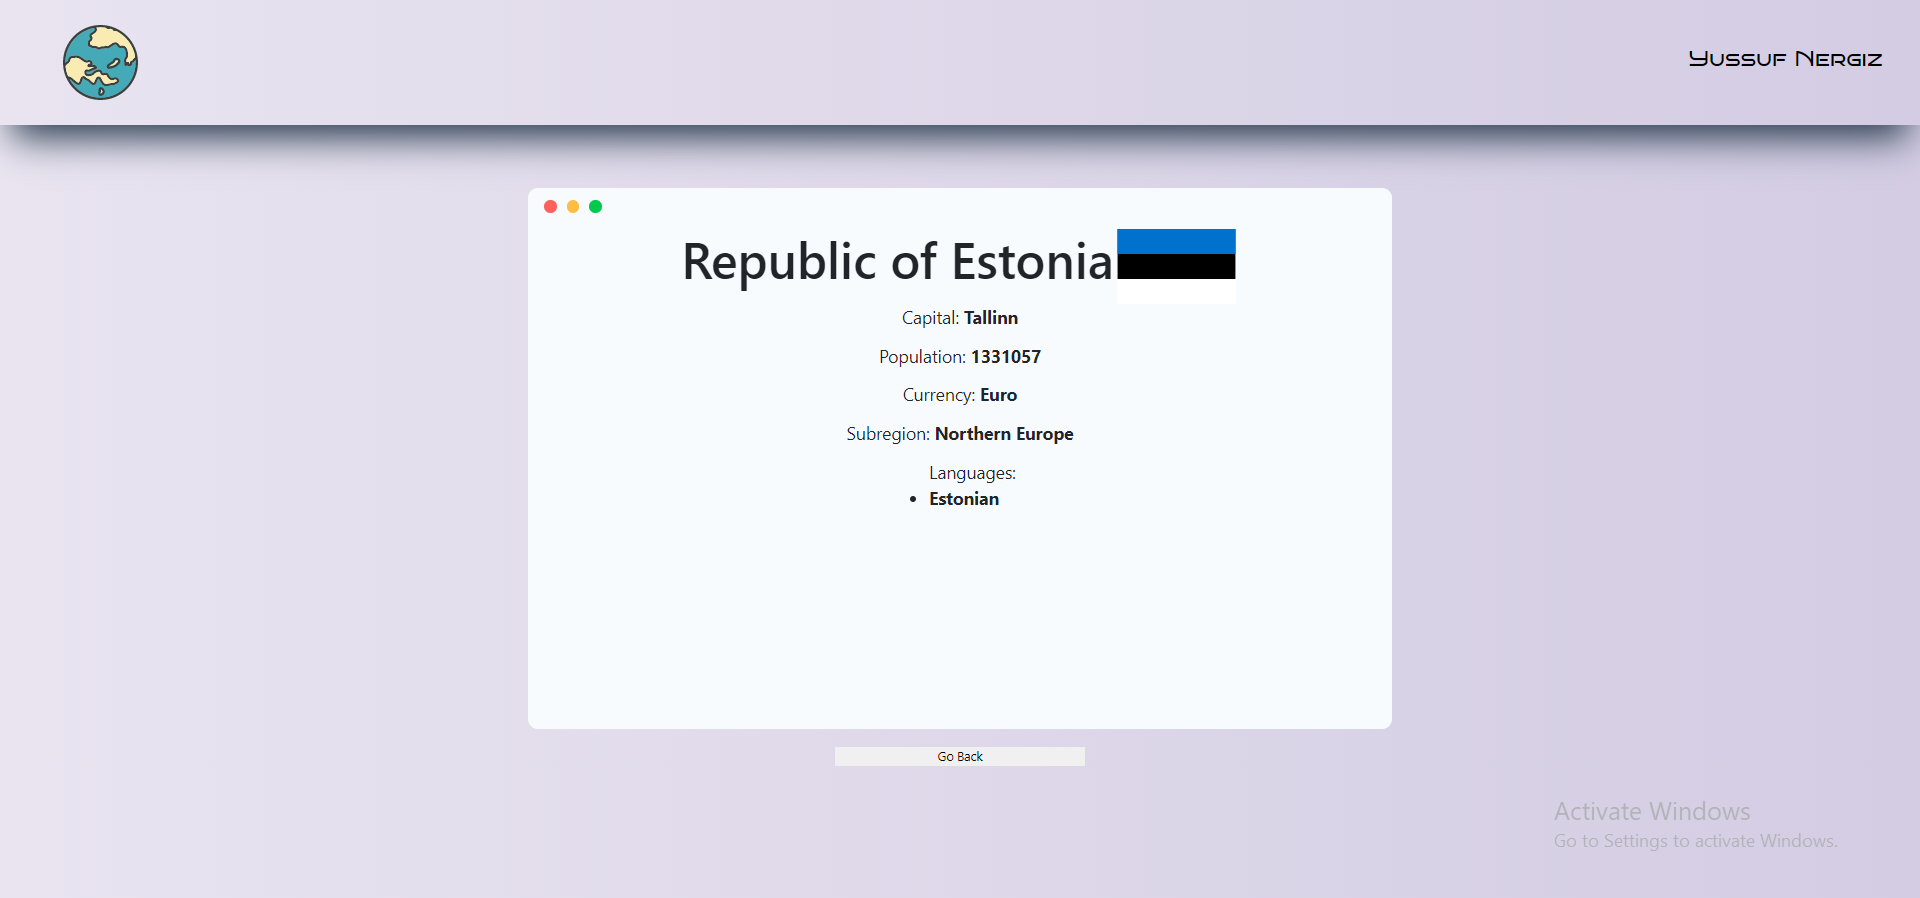 Yussuf Nergiz
Republic of Estonia
Capital: Tallinn
Population: 1331057
Currency: Euro
Subregion: Northern Europe
Languages:
• Estonian
Go Back
Activate Windows
Go to Settings to activate Windows.